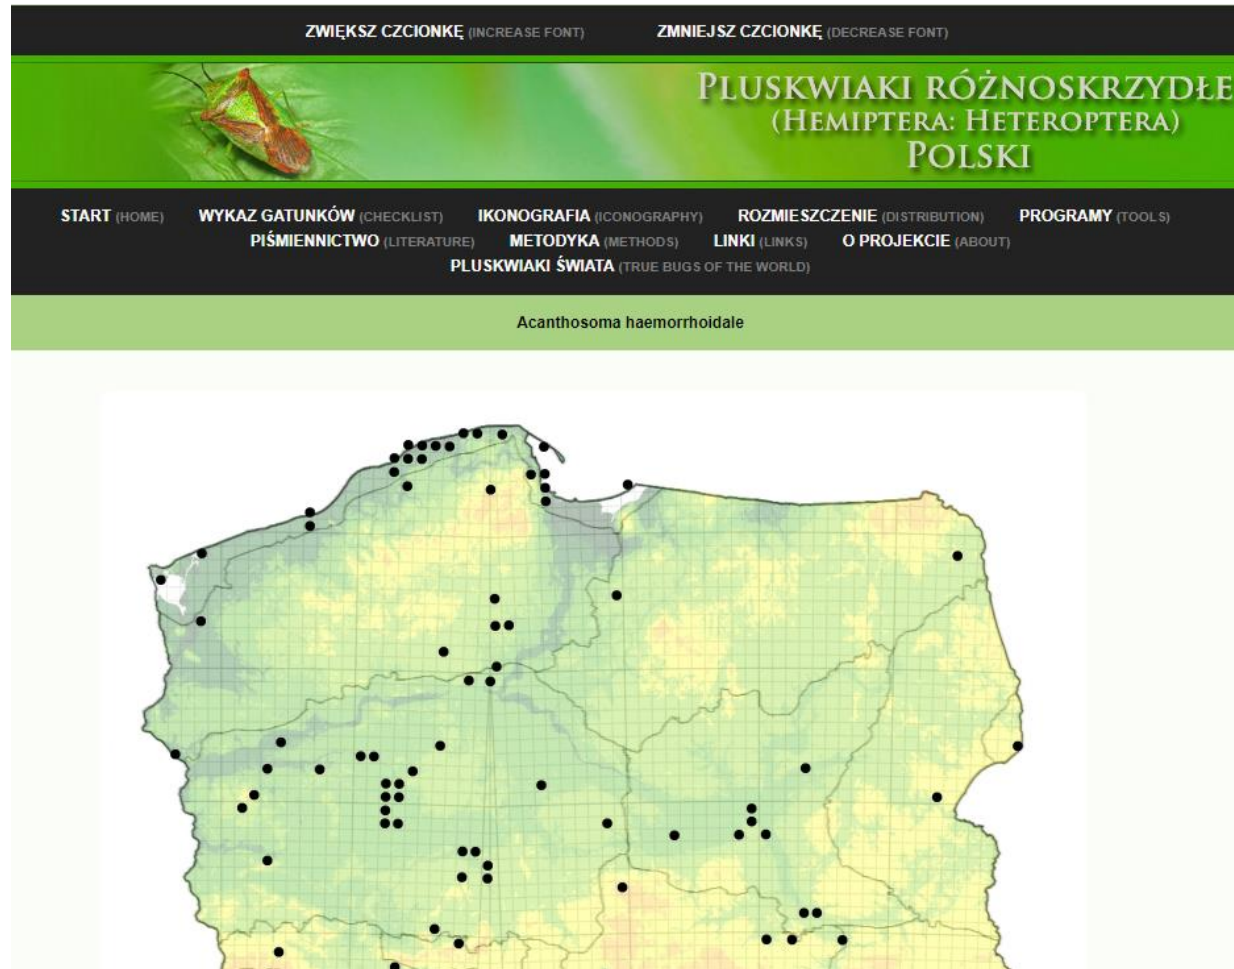 ZWIĘKSZ CZCIONKĘ (INCREASE FONT) ZMNIEJSZ CZCIONKĘ (DECREASE FONT)
PLUSKWIAKI RÓŻNOSKRZYDŁE
(HEMIPTERA: HETEROPTERA)
POLSKI
START (HOME) WYKAZ GATUNKÓW (CHECKLIST) IKONOGRAFIA (ICONOGRAPHY) ROZMIESZCZENIE (DISTRIBUTION) PROGRAMY (TOOLS)
PIŚMIENNICTWO (LITERATURE) METODYKA (METHODS) LINKI (LINKS) O PROJEKCIE (ABOUT)
PLUSKWIAKI ŚWIATA (TRUE BUGS OF THE WORLD)
Acanthosoma haemorrhoidale